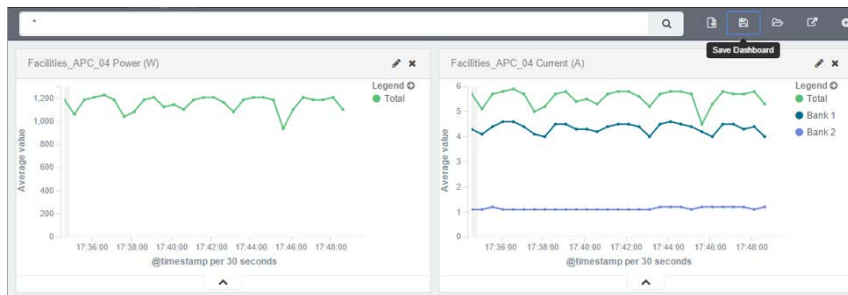 *
Save Dashboard
Facilities_APC_04 Power (W)
Legend
Total
1,200
1,000
800
600
400
200
0
Average value
17:36:00 17:38:00 17:40:00 17:42:00 17:44:00 17:46:00 17:48:00
@timestamp per 30 seconds
Facilities_APC_04 Current (A)
Legend
Total
Bank 1
Bank 2
6
5
4
3
2
1
0
Average value
17:36:00 17:38:00 17:40:00 17:42:00 17:44:00 17:46:00 17:48:00
@timestamp per 30 seconds